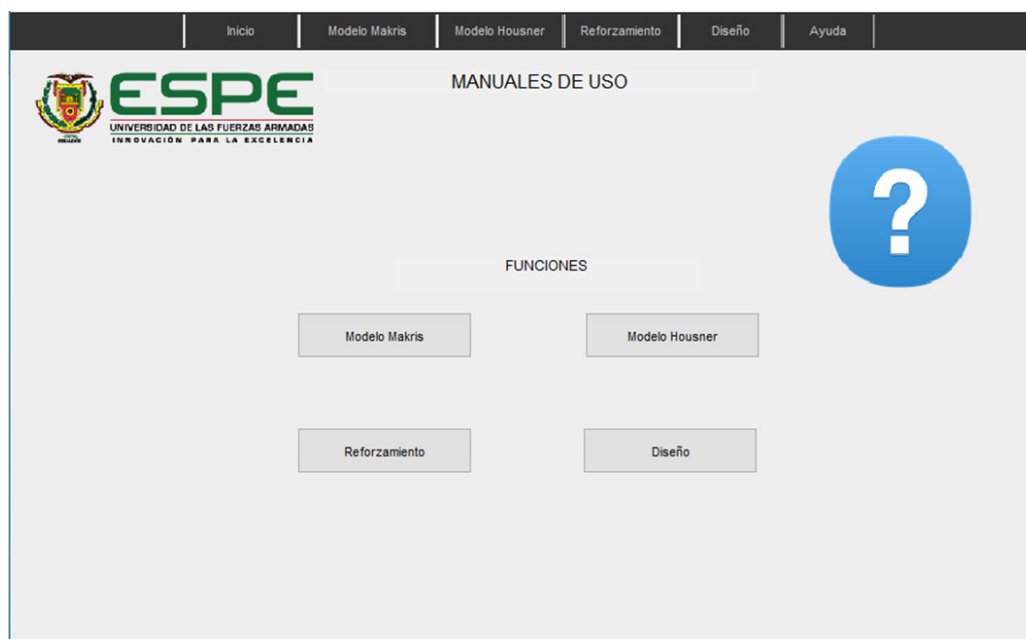 Inicio
Modelo Makris
Modelo Housner
Reforzamiento
Diseño
Ayuda
MANUALES DE USO
ESPE
UNIVERSIDAD DE LAS FUERZAS ARMADAS
INNOVACIÓN PARA LA EXCELENCIA
?
FUNCIONES
Modelo Makris
Modelo Housner
Reforzamiento
Diseño